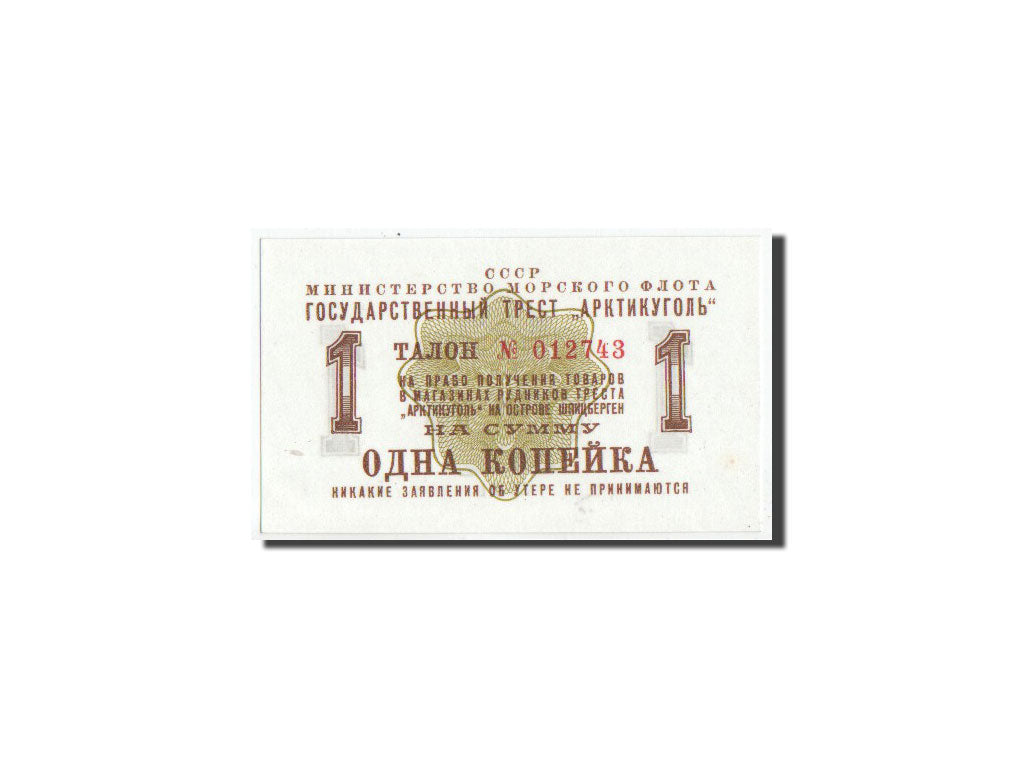 СССР
МИНИСТЕРСТВО МОРСКОГО ФЛОТА
ГОСУДАРСТВЕННЫЙ ТРЕСТ „АРКТИКУГОЛЬ“
1 ТАЛОН № 012743 1
НА ПРАВО ПОЛУЧЕНИЯ ТОВАРОВ
В МАГАЗИНАХ РУДНИКОВ ТРЕСТА
„АРКТИКУГОЛЬ“ НА ОСТРОВЕ ШПИЦБЕРГЕН
НА СУММУ
ОДНА КОПЕЙКА
НИКАКИЕ ЗАЯВЛЕНИЯ ОБ УТЕРЕ НЕ ПРИНИМАЮТСЯ